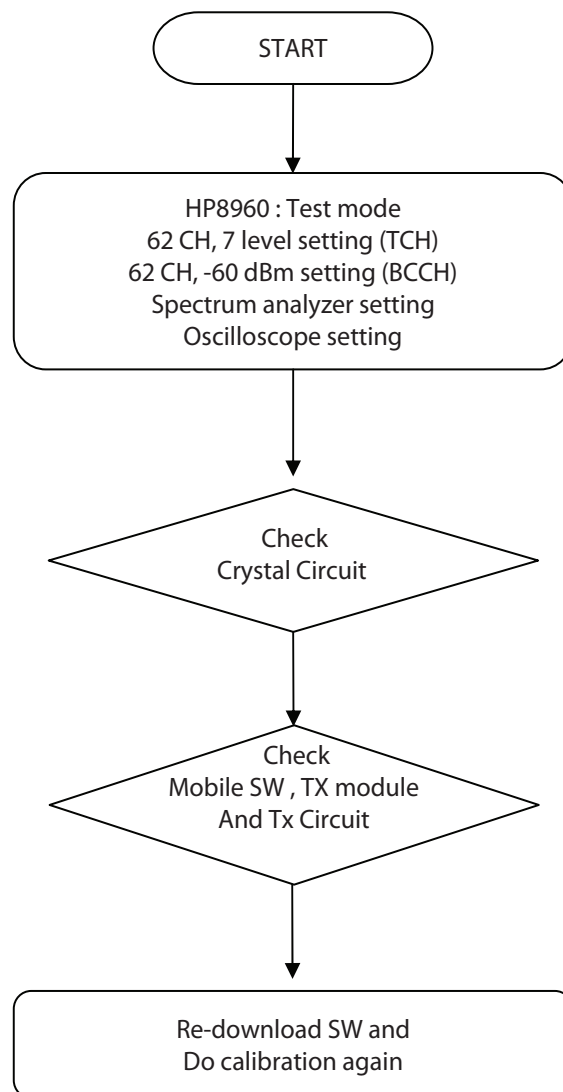 START
HP8960 : Test mode
62 CH, 7 level setting (TCH)
62 CH, -60 dBm setting (BCCH)
Spectrum analyzer setting
Oscilloscope setting
Check
Crystal Circuit
Check
Mobile SW , TX module
And Tx Circuit
Re-download SW and
Do calibration again